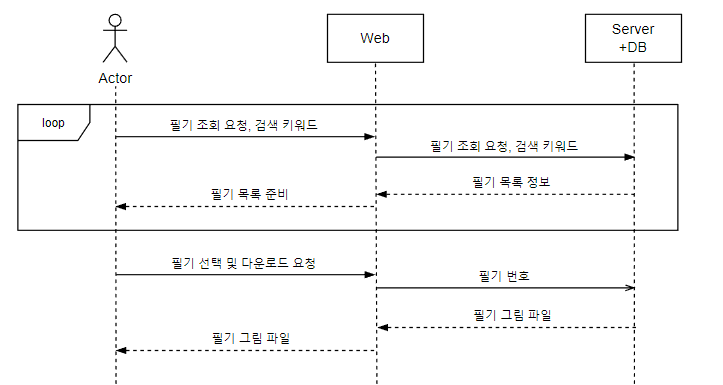 Actor
Web
Server
+DB
loop
필기 조회 요청, 검색 키워드
필기 조회 요청, 검색 키워드
필기 목록 정보
필기 목록 준비
필기 선택 및 다운로드 요청
필기 번호
필기 그림 파일
필기 그림 파일